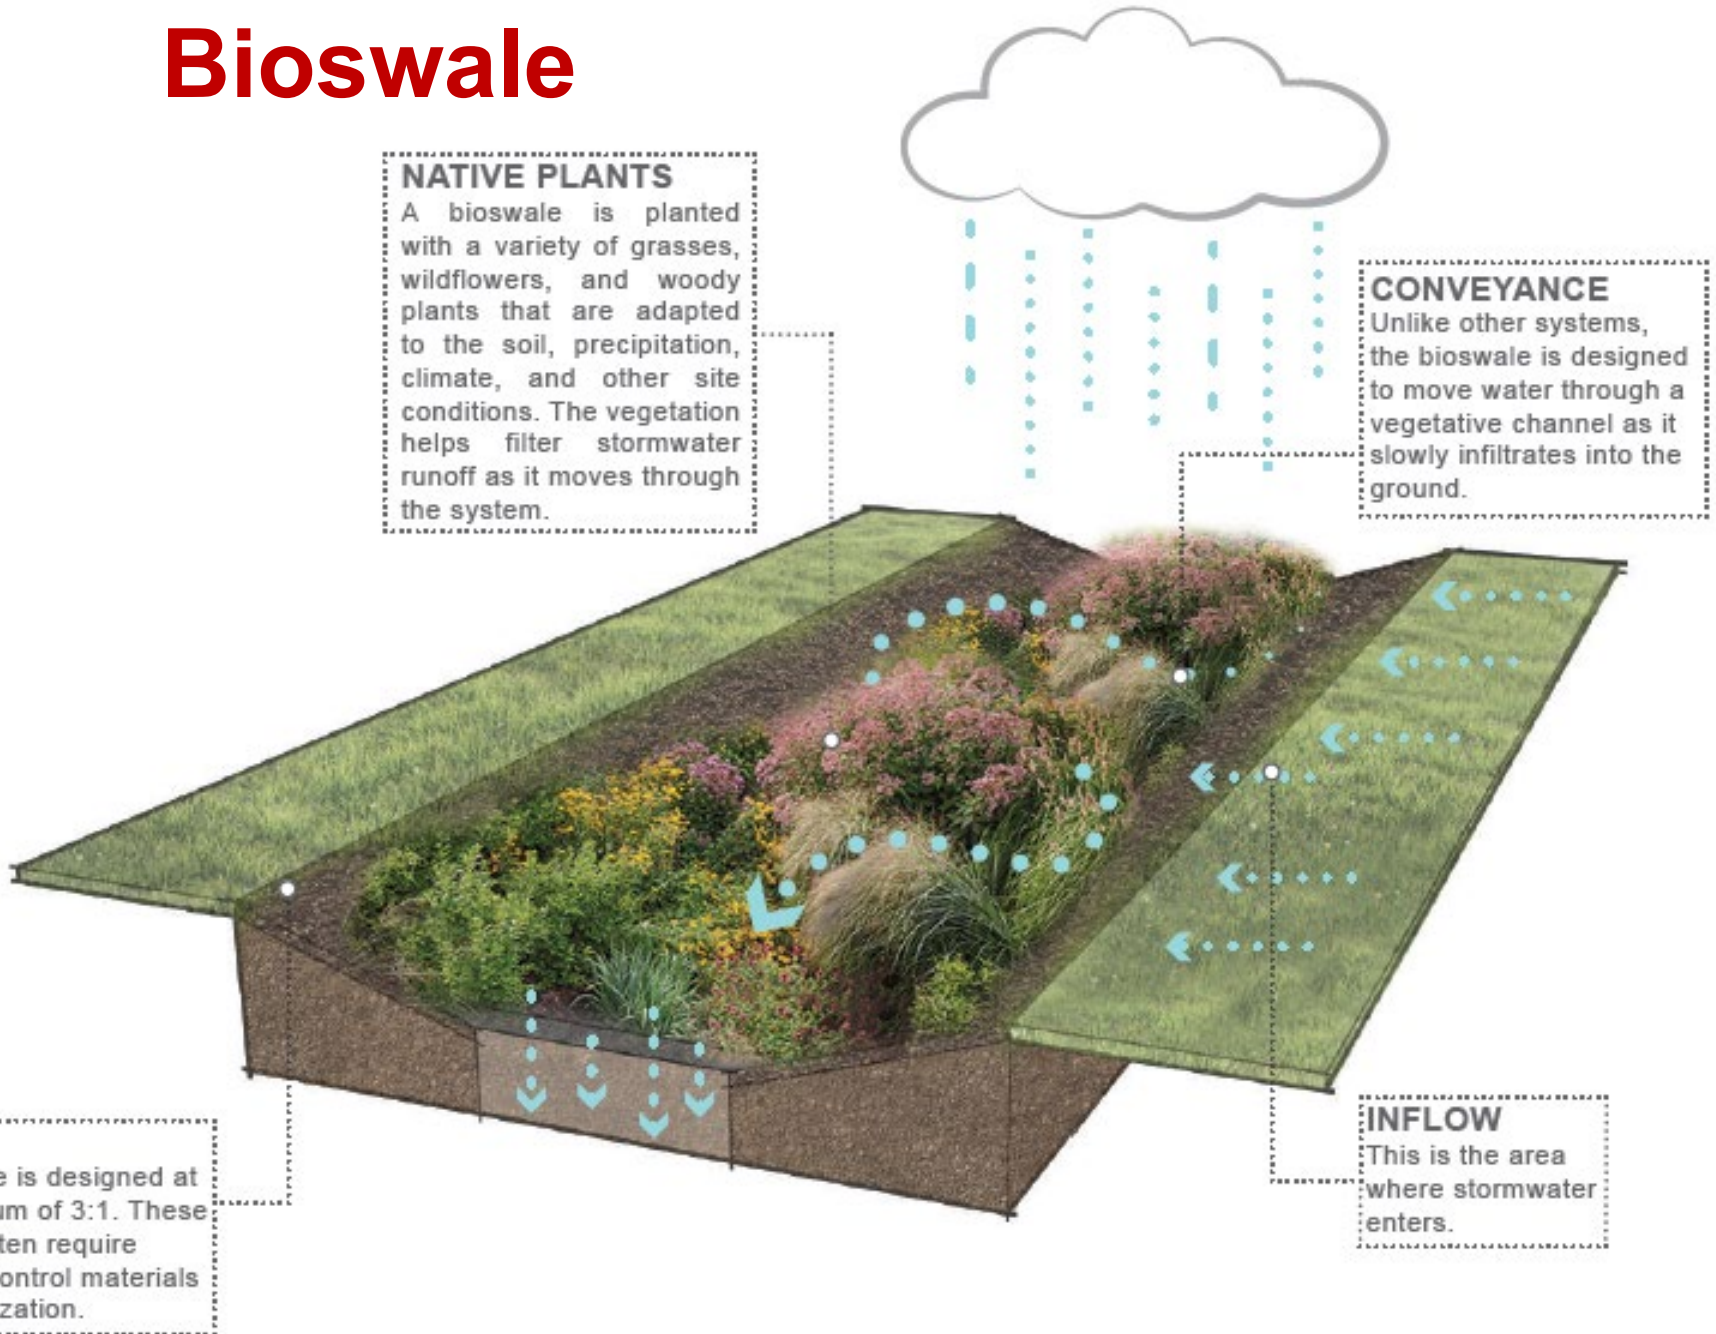 Bioswale
NATIVE PLANTS
A bioswale is planted
with a variety of grasses,
wildflowers, and woody
plants that are adapted
to the soil, precipitation,
climate, and other site
conditions. The vegetation
helps filter stormwater
runoff as it moves through
the system.
CONVEYANCE
Unlike other systems,
the bioswale is designed
to move water through a
vegetative channel as it
slowly infiltrates into the
ground.
is designed at
of 3:1. These
require
materials
INFLOW
This is the area
where stormwater
enters.